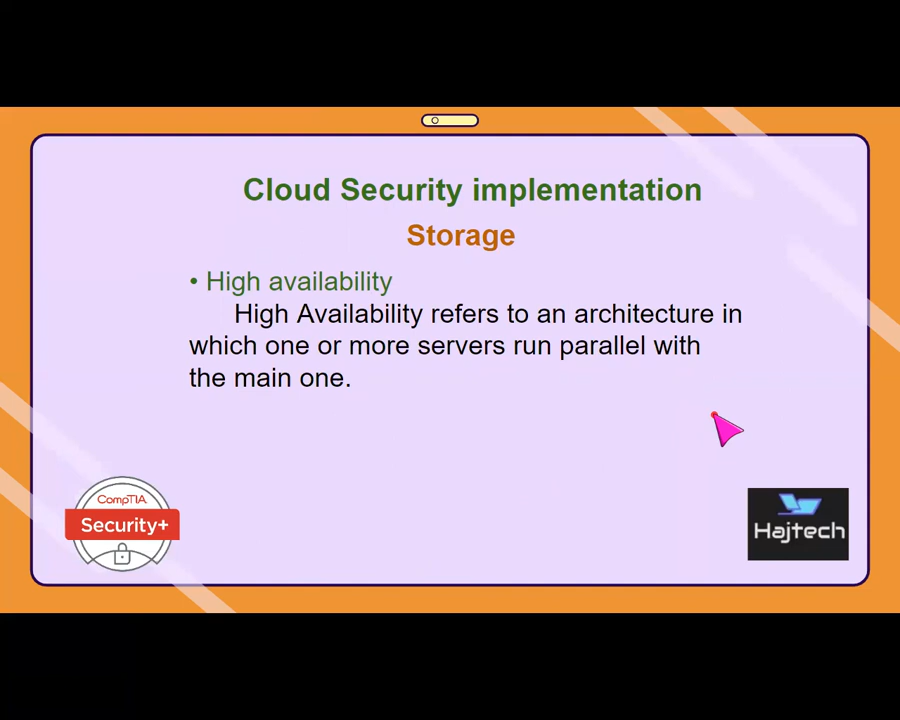 Cloud Security implementation
Storage
• High availability
High Availability refers to an architecture in
which one or more servers run parallel with
the main one.
CompTIA
Security+
Hajtech